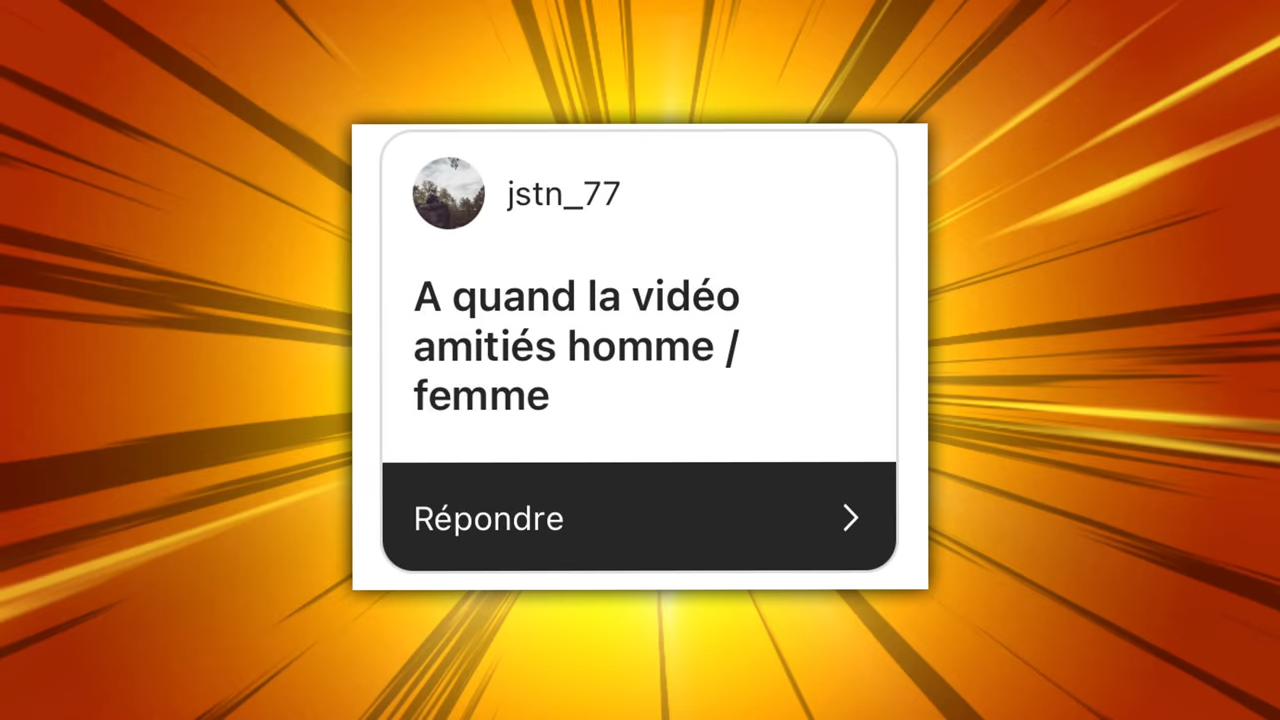 jstn_77
A quand la vidéo
amitiés homme /
femme
Répondre